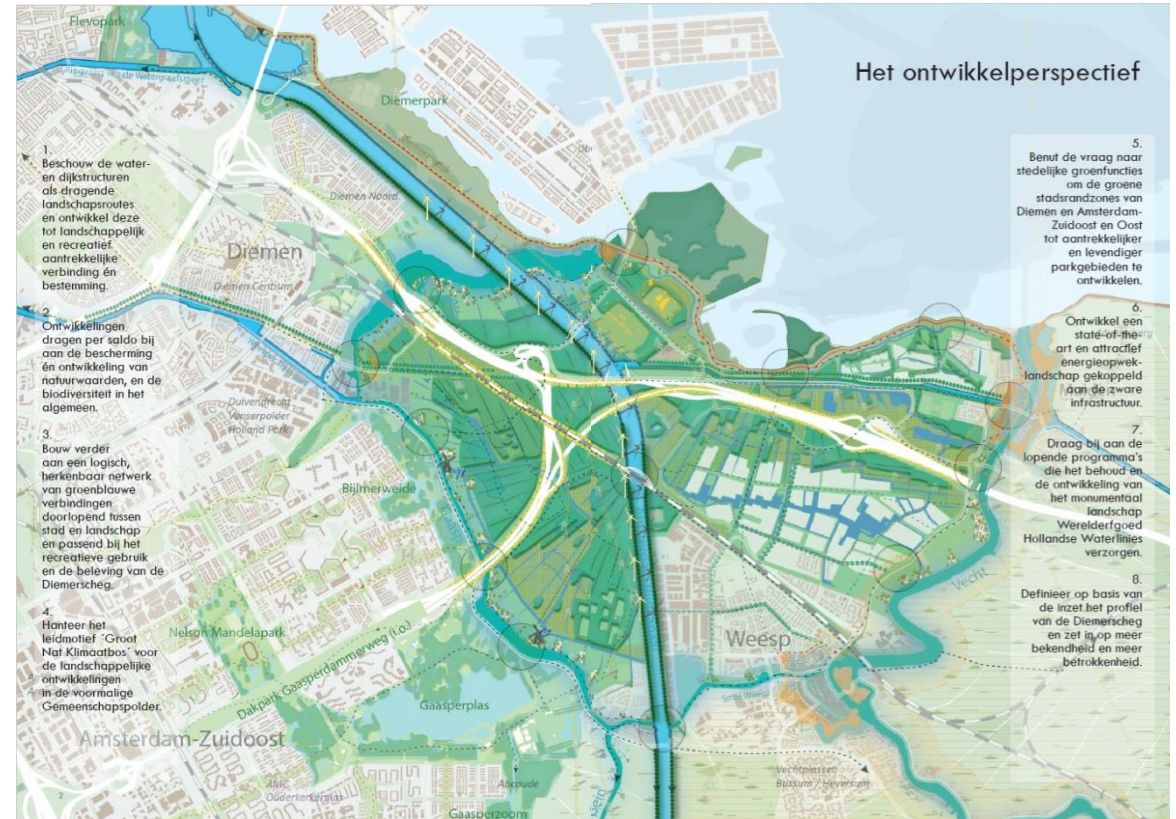 Het ontwikkelperspectief
Flevopark
Ringvaart van de Watergraafsmeer
Diemerpark
Diemen Noord
Diemen
Diemen Centrum
Duivendrecht
Venserpolder
Holland Park
Bijlmerweide
Nelson Mandelapark
Dakpark Gaasperdammerweg (i.o.)
Gaasperplas
Amsterdam-Zuidoost
AMC
Ouderkerkerplas
Abcoude
Gaasperzoom
Weesp
Vecht
Vechtplassen
Bussum / Hilversum
1.
Beschouw de water-
en dijkstructuren
als dragende
landschapsroutes
en ontwikkel deze
tot landschappelijk
en recreatief
aantrekkelijke
verbinding én
bestemming.
2.
Ontwikkelingen
dragen per saldo bij
aan de bescherming
én ontwikkeling van
natuurwaarden, en de
biodiversiteit in het
algemeen.
3.
Bouw verder
aan een logisch,
herkenbaar netwerk
van groenblauwe
verbindingen
doorlopend tussen
stad en landschap
en passend bij het
recreatieve gebruik
en de beleving van de
Diemerscheg.
4.
Hanteer het
leidmotief 'Groot
Nat Klimaatbos' voor
de landschappelijke
ontwikkelingen
in de voormalige
Gemeenschapspolder.
5.
Benut de vraag naar
stedelijke groenfuncties
om de groene
stadsrandzones van
Diemen en Amsterdam-
Zuidoost en Oost
tot aantrekkelijker
en levendiger
parkgebieden te
ontwikkelen.
6.
Ontwikkel een
state-of-the-
art en attractief
energieopwek-
landschap gekoppeld
aan de zware
infrastructuur.
7.
Draag bij aan de
lopende programma's
die het behoud en
de ontwikkeling van
het monumentaal
landschap
Werelderfgoed
Hollandse Waterlinies
verzorgen.
8.
Definieer op basis van
de inzet het profiel
van de Diemerscheg
en zet in op meer
bekendheid en meer
betrokkenheid.
2